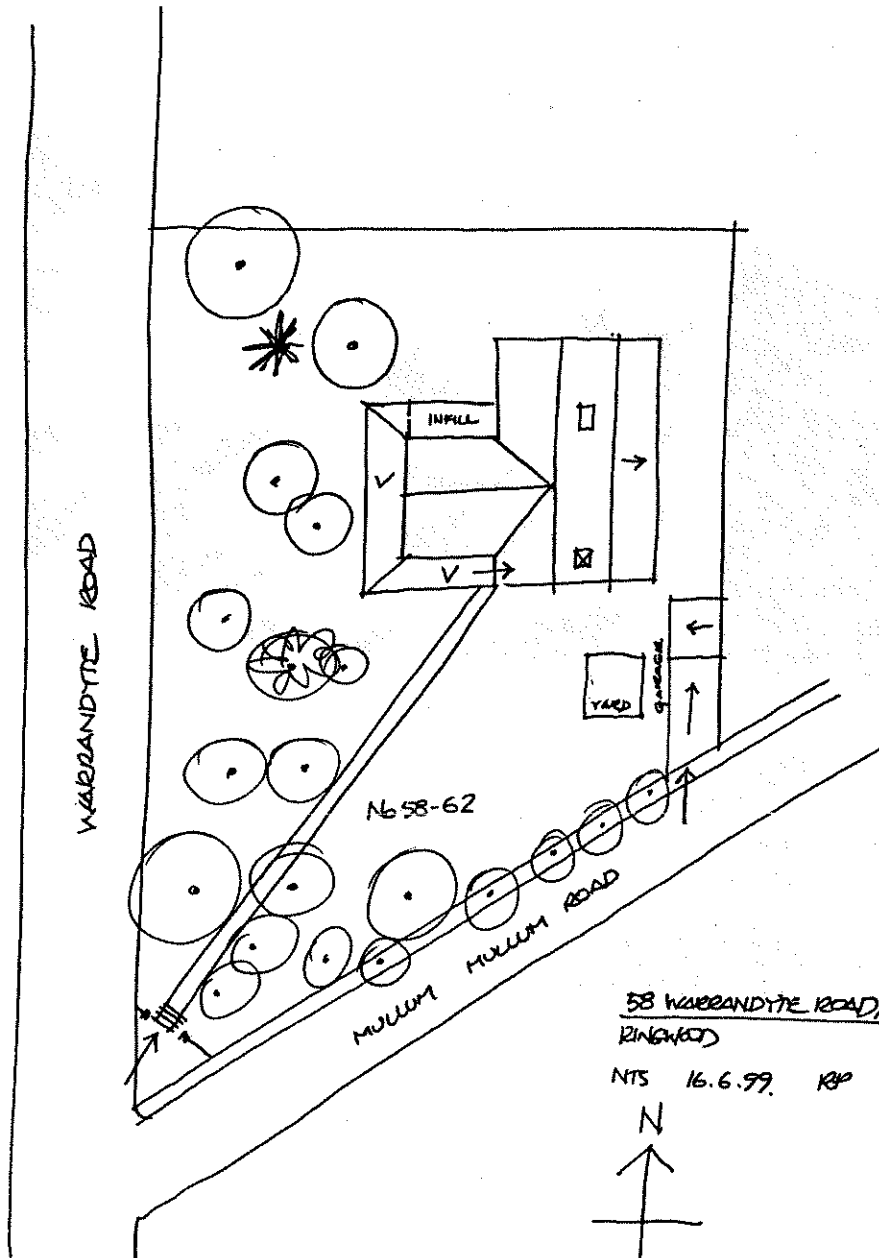 INFILL
V
V
WARRANDYTE ROAD
YARD
GARAGE
No 58-62
MULLUM MULLUM ROAD
58 WARRANDYTE ROAD,
RINGWOOD
NTS 16.6.99. RP
N